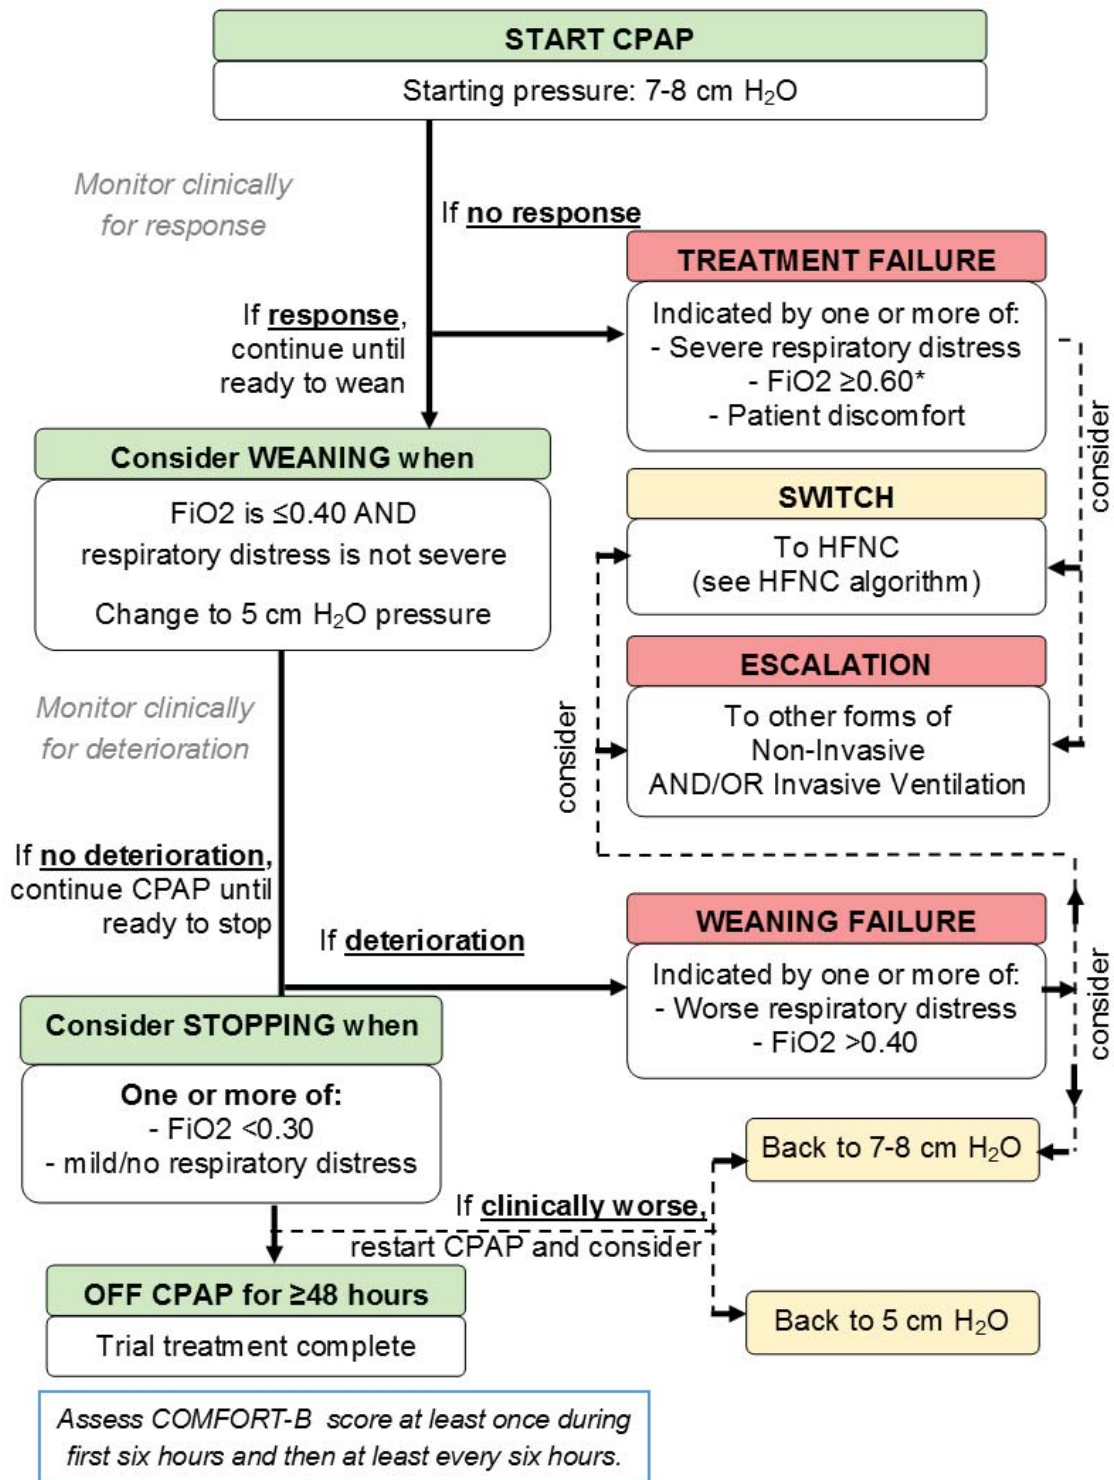 START CPAP
Starting pressure: 7-8 cm H₂O
Monitor clinically
for response
If no response
TREATMENT FAILURE
Indicated by one or more of:
- Severe respiratory distress
- FiO2 ≥0.60*
- Patient discomfort
consider
If response,
continue until
ready to wean
Consider WEANING when
FiO2 is ≤0.40 AND
respiratory distress is not severe
Change to 5 cm H₂O pressure
SWITCH
To HFNC
(see HFNC algorithm)
ESCALATION
To other forms of
Non-Invasive
AND/OR Invasive Ventilation
consider
Monitor clinically
for deterioration
If no deterioration,
continue CPAP until
ready to stop
If deterioration
WEANING FAILURE
Indicated by one or more of:
- Worse respiratory distress
- FiO2 >0.40
consider
Consider STOPPING when
One or more of:
- FiO2 <0.30
- mild/no respiratory distress
Back to 7-8 cm H₂O
If clinically worse,
restart CPAP and consider
Back to 5 cm H₂O
OFF CPAP for ≥48 hours
Trial treatment complete
Assess COMFORT-B score at least once during
first six hours and then at least every six hours.